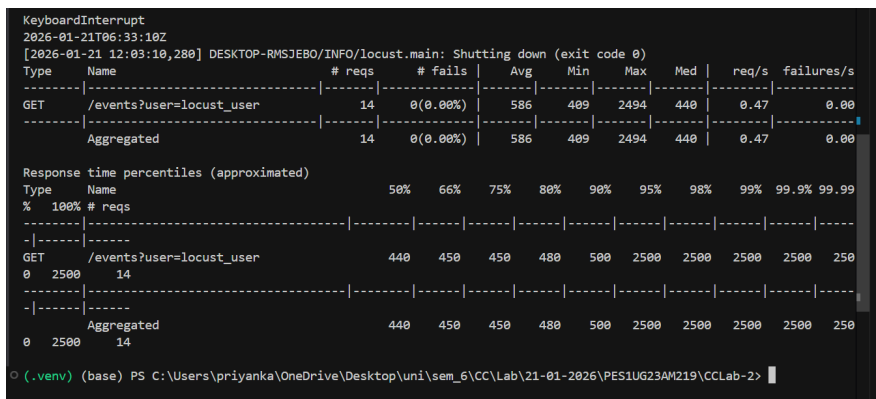 KeyboardInterrupt
2026-01-21T06:33:10Z
[2026-01-21 12:03:10,280] DESKTOP-RMSJEBO/INFO/locust.main: Shutting down (exit code 0)
Type     Name                                  # reqs      # fails |    Avg     Min     Max    Med |   req/s  failures/s
--------|----------------------------|-------|-------------|-------|-------|-------|-------|--------|-----------
GET      /events?user=locust_user                  14     0(0.00%) |    586     409    2494    440 |    0.47        0.00
--------|----------------------------|-------|-------------|-------|-------|-------|-------|--------|-----------
         Aggregated                                14     0(0.00%) |    586     409    2494    440 |    0.47        0.00
Response time percentiles (approximated)
Type     Name                                          50%    66%    75%    80%    90%    95%    98%    99%  99.9% 99.99
%   100% # reqs
--------|--------------------------------|--------|------|------|------|------|------|------|------|------|-----
-|------|------
GET      /events?user=locust_user                      440    450    450    480    500   2500   2500   2500   2500   250
0   2500     14
--------|--------------------------------|--------|------|------|------|------|------|------|------|------|-----
-|------|------
         Aggregated                                    440    450    450    480    500   2500   2500   2500   2500   250
0   2500     14
(.venv) (base) PS C:\Users\priyanka\OneDrive\Desktop\uni\sem_6\CC\Lab\21-01-2026\PES1UG23AM219\CCLab-2>